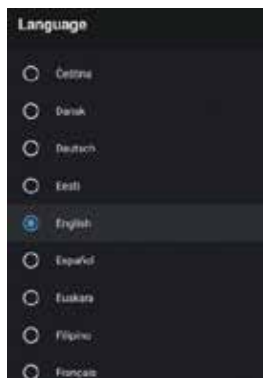 Language
Čeština
Dansk
Deutsch
Eesti
English
Español
Euskara
Filipino
Français